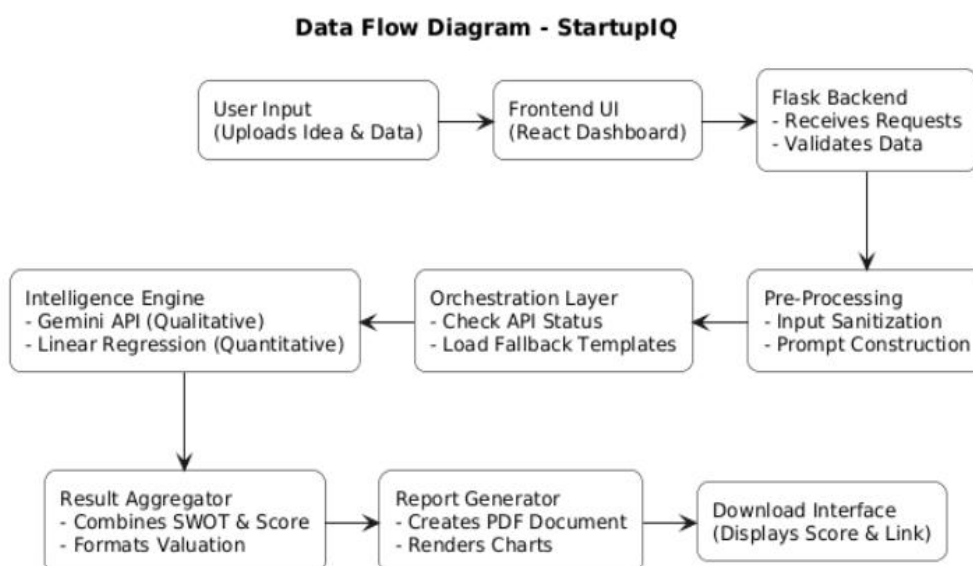 Data Flow Diagram - StartupIQ
User Input
(Uploads Idea & Data)
Frontend UI
(React Dashboard)
Flask Backend
- Receives Requests
- Validates Data
Pre-Processing
- Input Sanitization
- Prompt Construction
Orchestration Layer
- Check API Status
- Load Fallback Templates
Intelligence Engine
- Gemini API (Qualitative)
- Linear Regression (Quantitative)
Result Aggregator
- Combines SWOT & Score
- Formats Valuation
Report Generator
- Creates PDF Document
- Renders Charts
Download Interface
(Displays Score & Link)